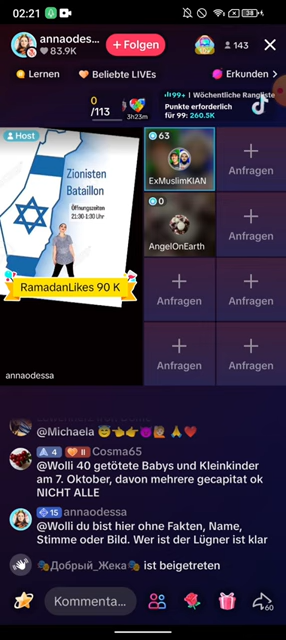 02:21
38
annaodes...
83.9K
+ Folgen
143
Lernen
Beliebte LIVEs
Erkunden
0
/113
3h23m
99+ | Wöchentliche Rangliste
Punkte erforderlich
für 99: 260.5K
Host
Zionisten
Bataillon
Öffnungszeiten
21:30-1:30 Uhr
RamadanLikes 90 K
annaodessa
63
ExMuslimKIAN
0
AngelOnEarth
Anfragen
Anfragen
Anfragen
Anfragen
Anfragen
Anfragen
@Michaela
4 II Cosma65
@Wolli 40 getötete Babys und Kleinkinder
am 7. Oktober, davon mehrere gecapitat ok
NICHT ALLE
15 annaodessa
@Wolli du bist hier ohne Fakten, Name,
Stimme oder Bild. Wer ist der Lügner ist klar
Добрый_Жека ist beigetreten
Kommenta...
60